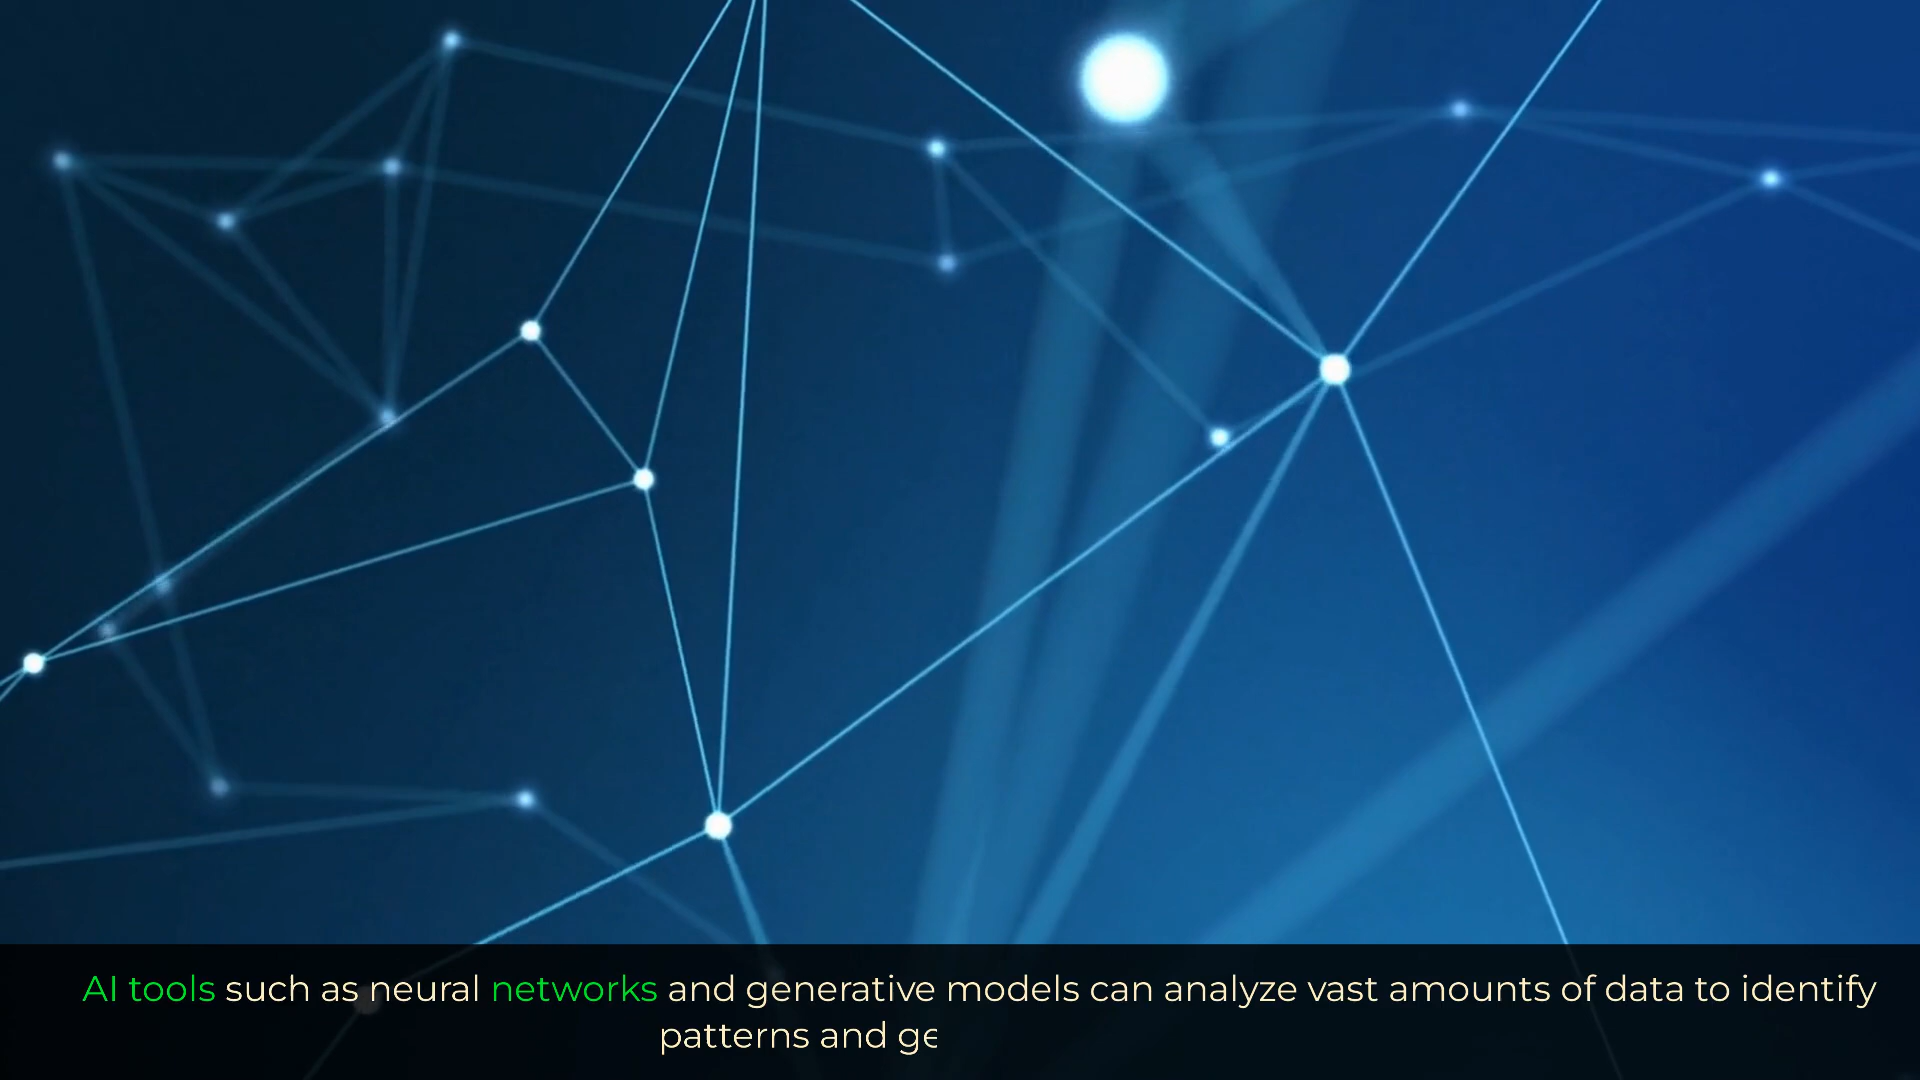 AI tools such as neural networks and generative models can analyze vast amounts of data to identify
patterns and ge